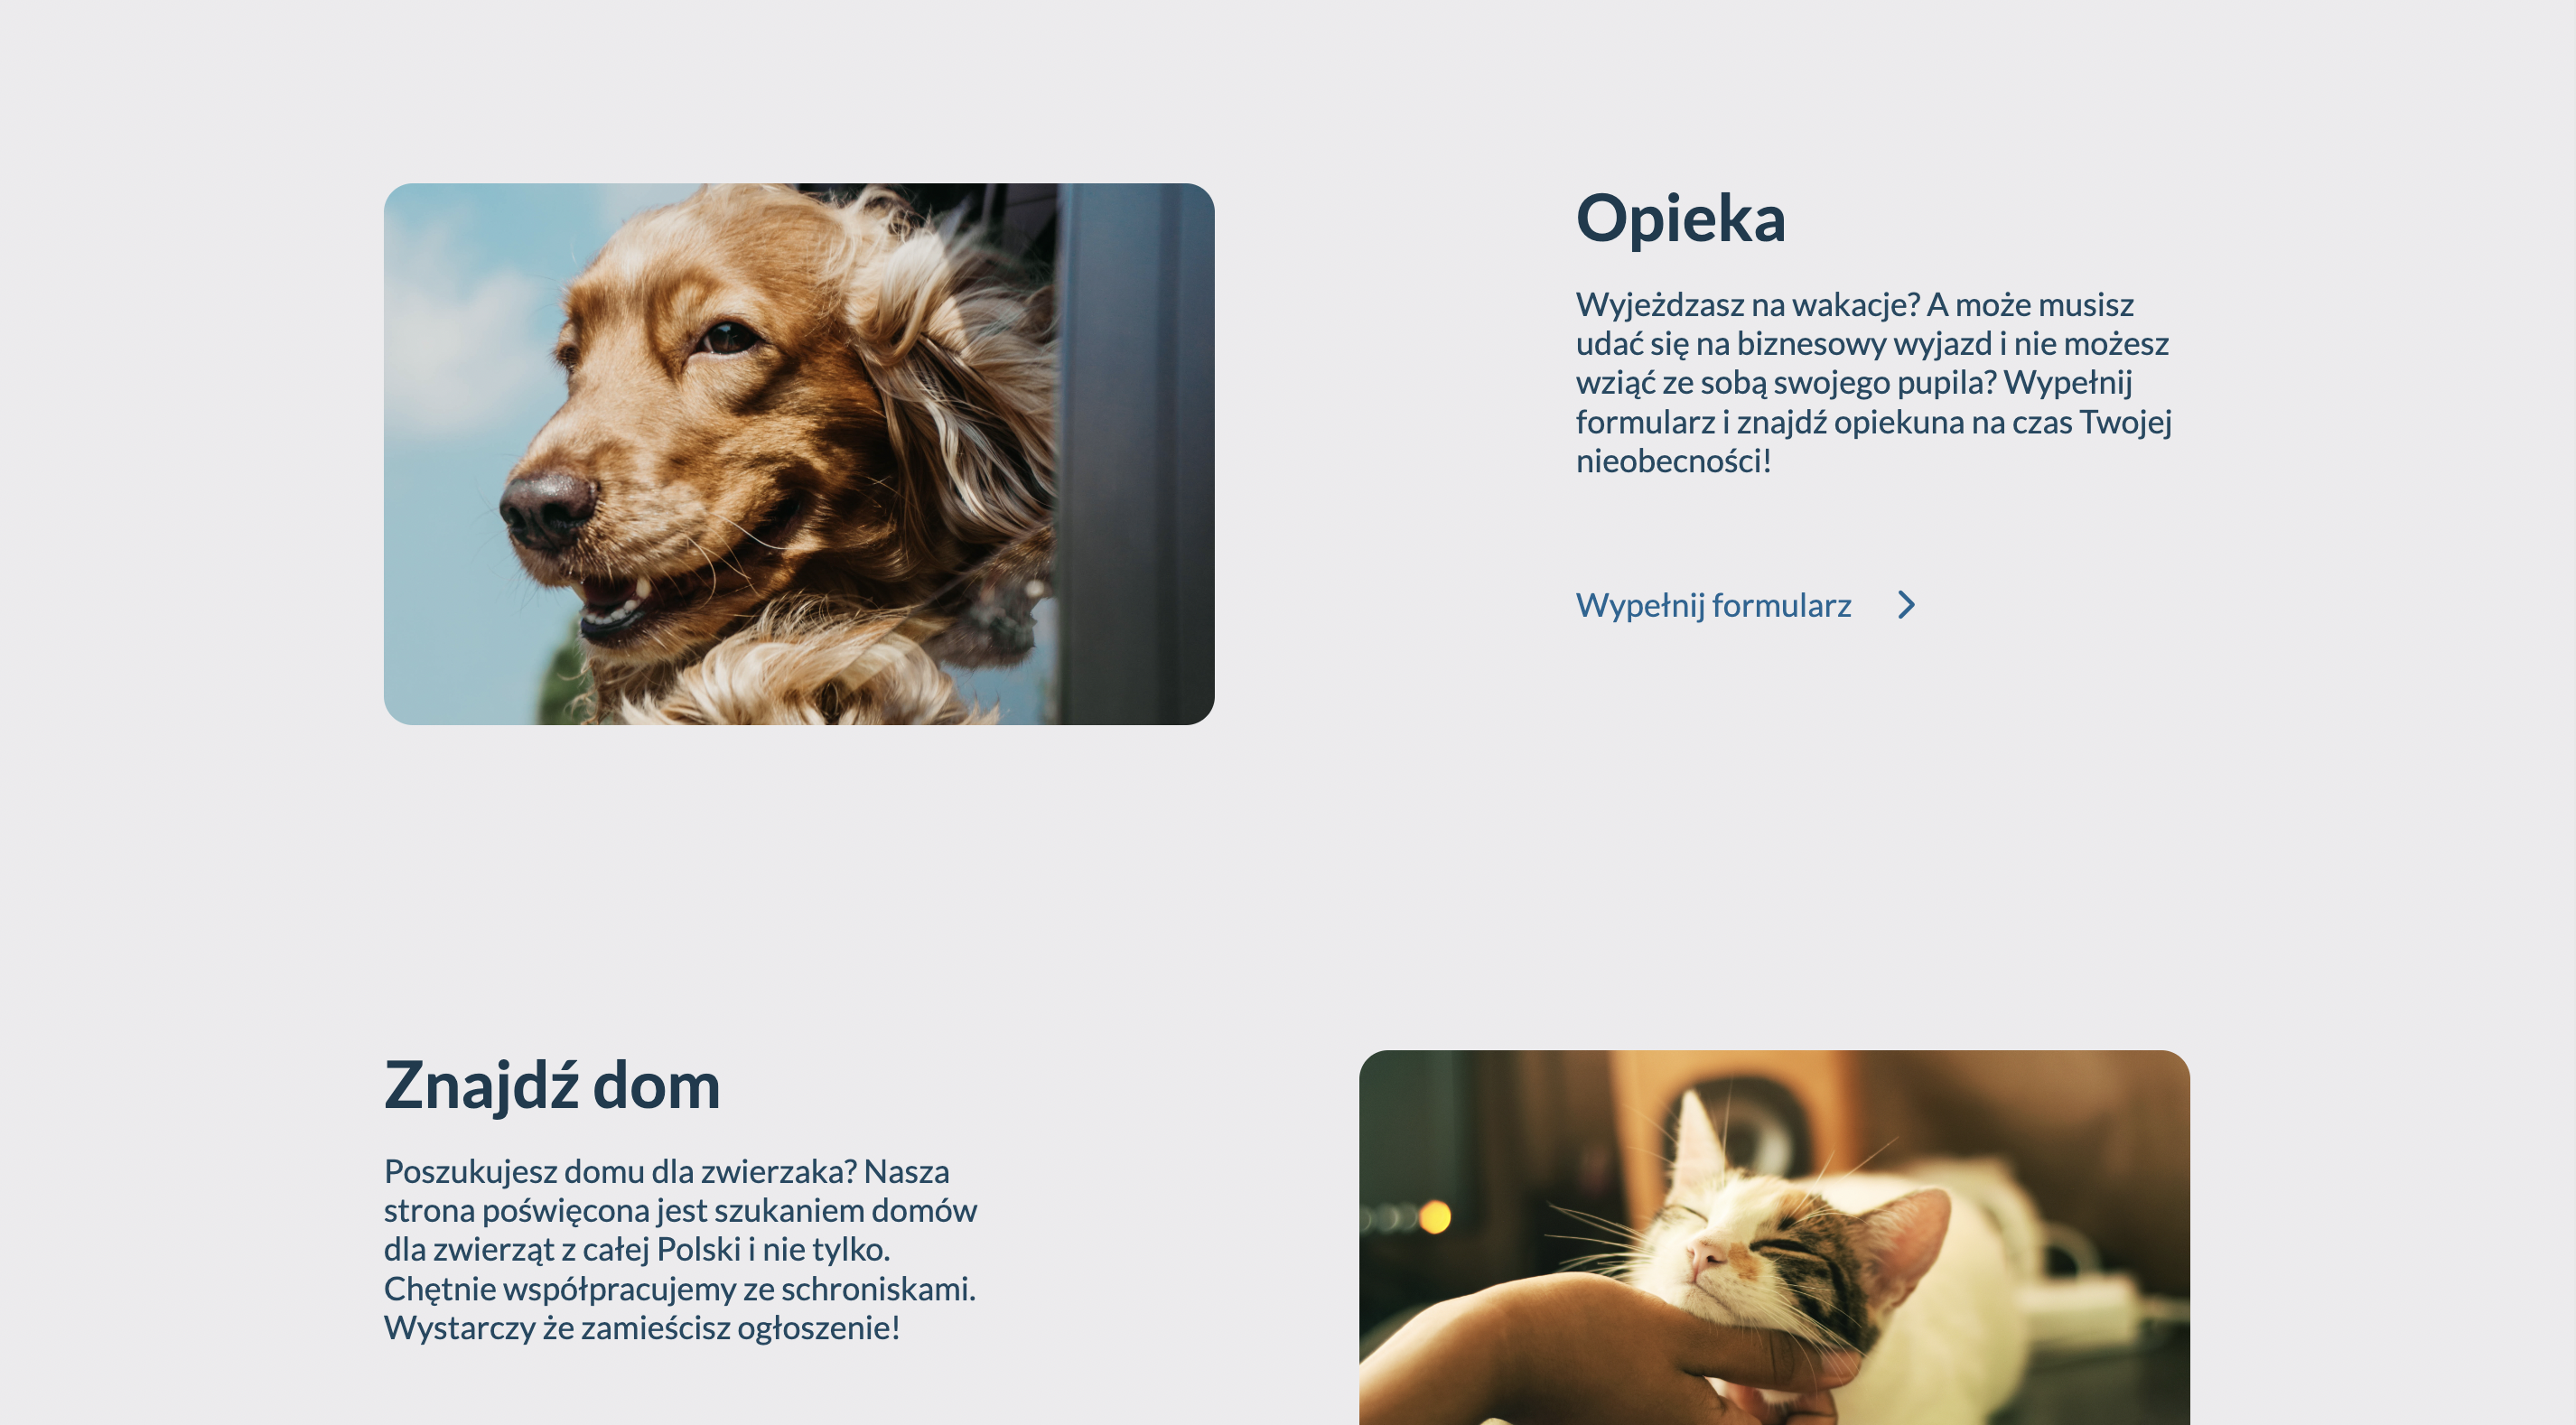 Opieka
Wyjeżdzasz na wakacje? A może musisz
udać się na biznesowy wyjazd i nie możesz
wziąć ze sobą swojego pupila? Wypełnij
formularz i znajdź opiekuna na czas Twojej
nieobecności!
Wypełnij formularz
Znajdź dom
Poszukujesz domu dla zwierzaka? Nasza
strona poświęcona jest szukaniem domów
dla zwierząt z całej Polski i nie tylko.
Chętnie współpracujemy ze schroniskami.
Wystarczy że zamieścisz ogłoszenie!